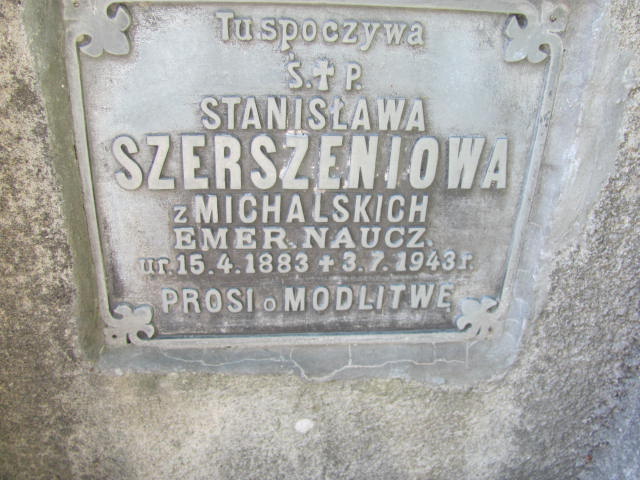 Tu spoczywa
Ś.✝P.
STANISŁAWA
SZERSZENIOWA
z MICHALSKICH
EMER. NAUCZ.
ur. 15.4.1883 + 3.7.1943 r.
PROSI o MODLITWĘ